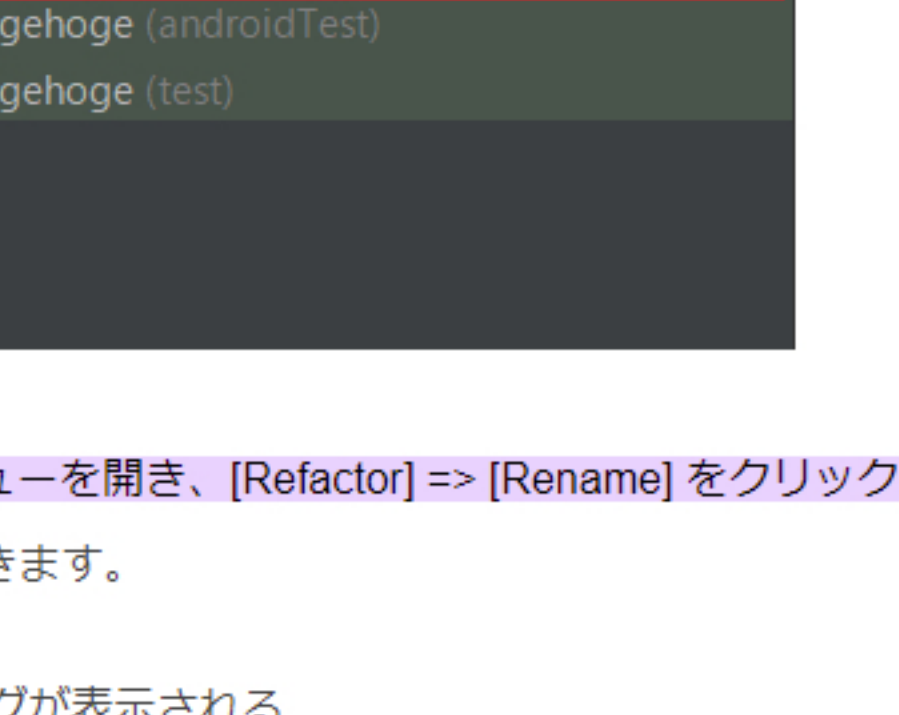 gehoge (androidTest)
gehoge (test)
ューを開き、[Refactor] => [Rename] をクリック
きます。
グが表示される